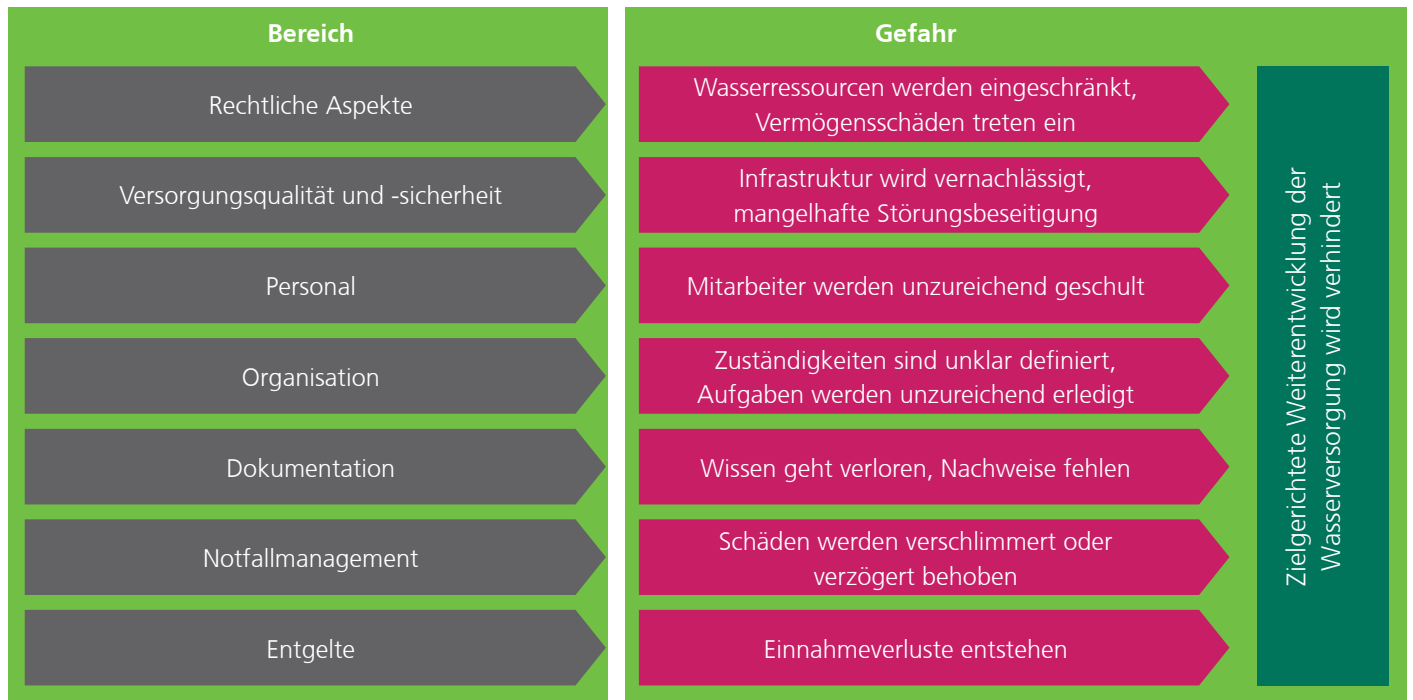 Bereich
Gefahr
Rechtliche Aspekte
Wasserressourcen werden eingeschränkt,
Vermögensschäden treten ein
Versorgungsqualität und -sicherheit
Infrastruktur wird vernachlässigt,
mangelhafte Störungsbeseitigung
Personal
Mitarbeiter werden unzureichend geschult
Organisation
Zuständigkeiten sind unklar definiert,
Aufgaben werden unzureichend erledigt
Dokumentation
Wissen geht verloren, Nachweise fehlen
Notfallmanagement
Schäden werden verschlimmert oder
verzögert behoben
Entgelte
Einnahmeverluste entstehen
Zielgerichtete Weiterentwicklung der
Wasserversorgung wird verhindert